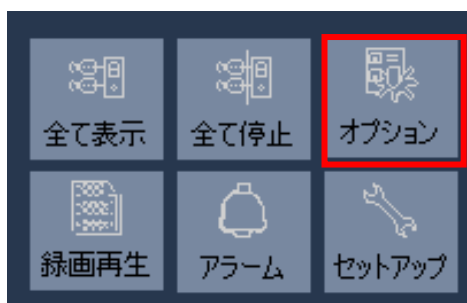 全て表示
全て停止
オプション
録画再生
アラーム
セットアップ